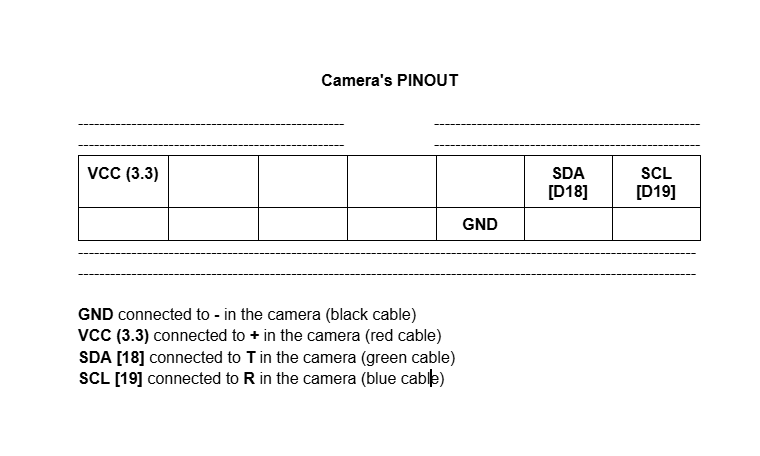 Camera's PINOUT
VCC (3.3) SDA SCL
[D18] [D19]
GND
GND connected to - in the camera (black cable)
VCC (3.3) connected to + in the camera (red cable)
SDA [18] connected to T in the camera (green cable)
SCL [19] connected to R in the camera (blue cable)